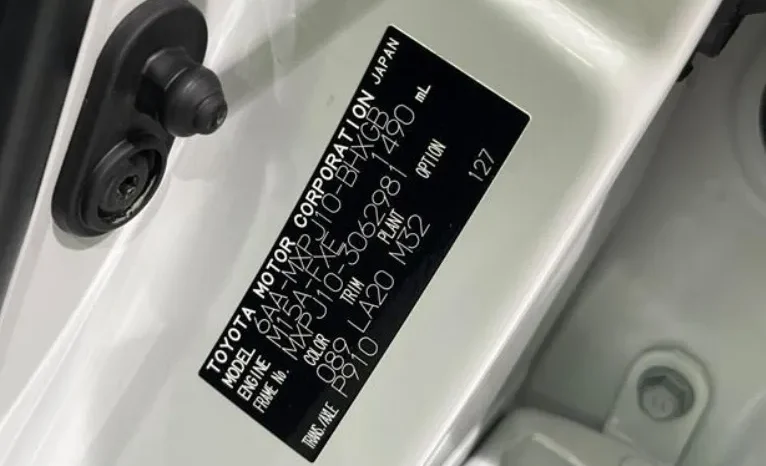 TOYOTA MOTOR CORPORATION JAPAN
MODEL 6AA-MXPJ10-BHXGB
ENGINE M15A-FXE 1490 mL
FRAME No. MXPJ10-3062981
COLOR TRIM PLANT OPTION
089 LA20 M32
TRANS./AXLE P910 127